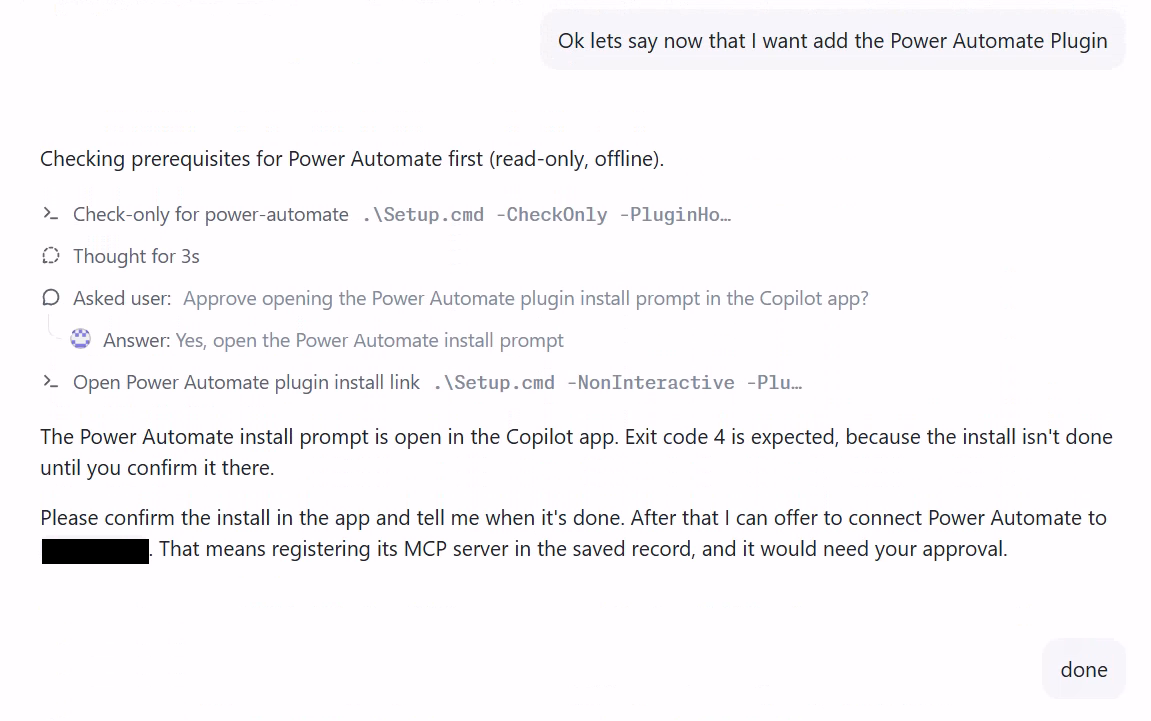 Ok lets say now that I want add the Power Automate Plugin
Checking prerequisites for Power Automate first (read-only, offline).
Check-only for power-automate .\Setup.cmd -CheckOnly -PluginHo…
Thought for 3s
Asked user: Approve opening the Power Automate plugin install prompt in the Copilot app?
Answer: Yes, open the Power Automate install prompt
Open Power Automate plugin install link .\Setup.cmd -NonInteractive -Plu…
The Power Automate install prompt is open in the Copilot app. Exit code 4 is expected, because the install isn't done
until you confirm it there.
Please confirm the install in the app and tell me when it's done. After that I can offer to connect Power Automate to
. That means registering its MCP server in the saved record, and it would need your approval.
done